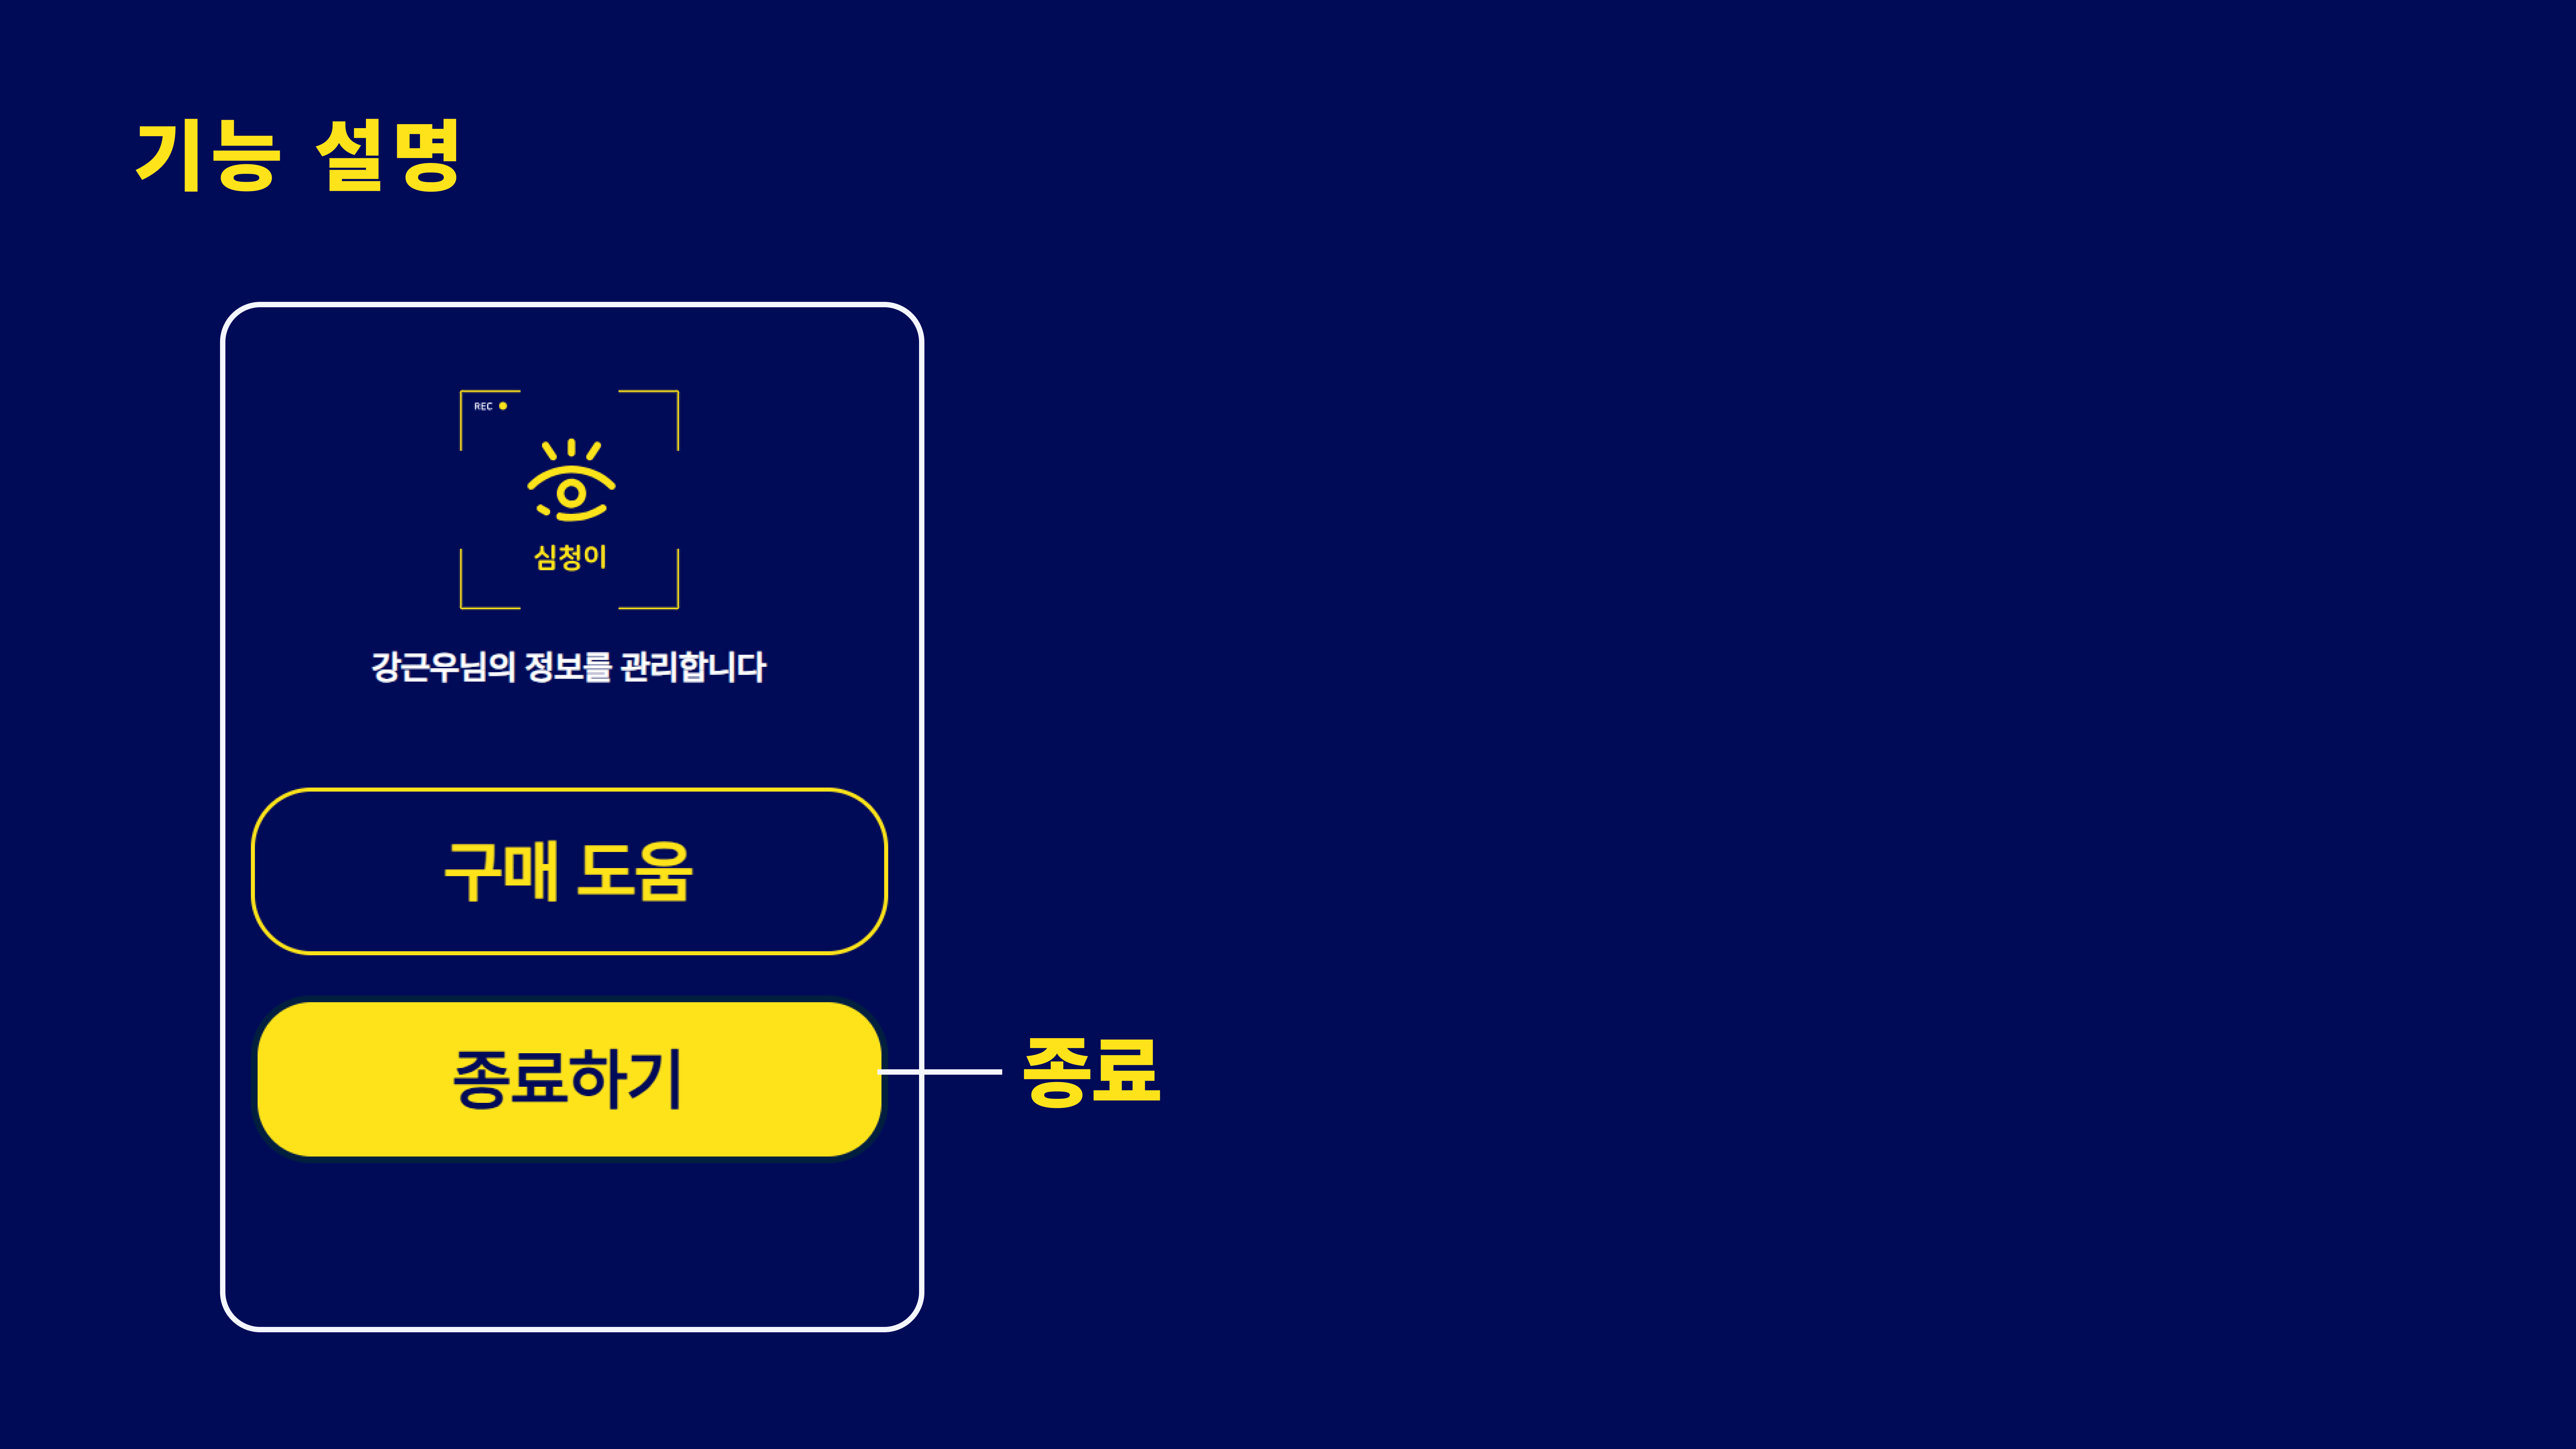 기능 설명
REC
심청이
강근우님의 정보를 관리합니다
구매 도움
종료하기
종료